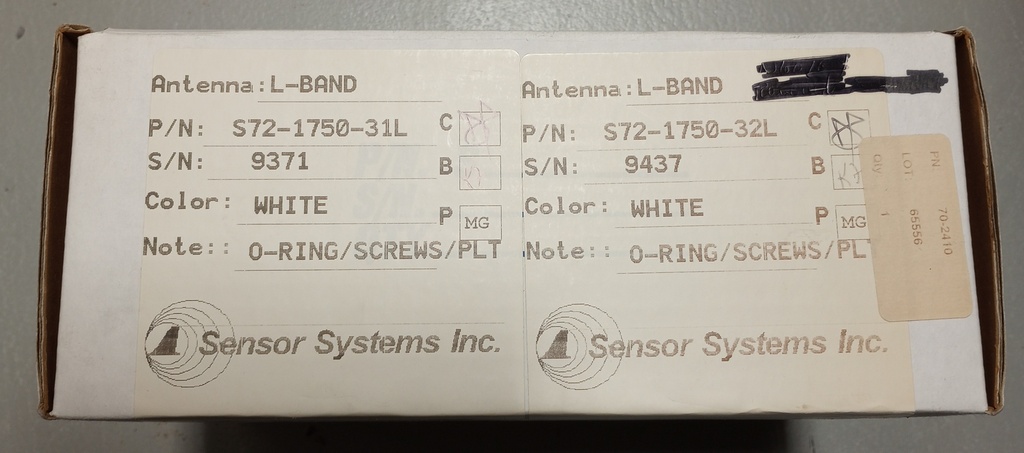 Antenna: L-BAND
P/N: S72-1750-31L C
S/N: 9371 B
Color: WHITE P MG
Note:: O-RING/SCREWS/PLT
Sensor Systems Inc.
Antenna: L-BAND
P/N: S72-1750-32L C
S/N: 9437 B
Color: WHITE P MG
Note:: O-RING/SCREWS/PL
Sensor Systems Inc.
PN: 70-2410
LOT: 65556
Qty: 1